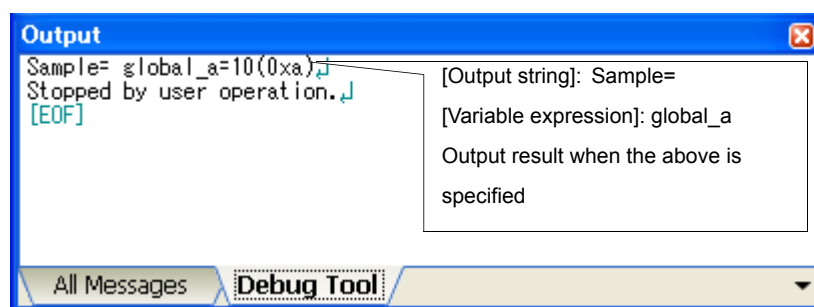 Output
Sample= global_a=10(0xa)↲
Stopped by user operation.↲
[EOF]
[Output string]: Sample=
[Variable expression]: global_a
Output result when the above is
specified
All Messages
Debug Tool